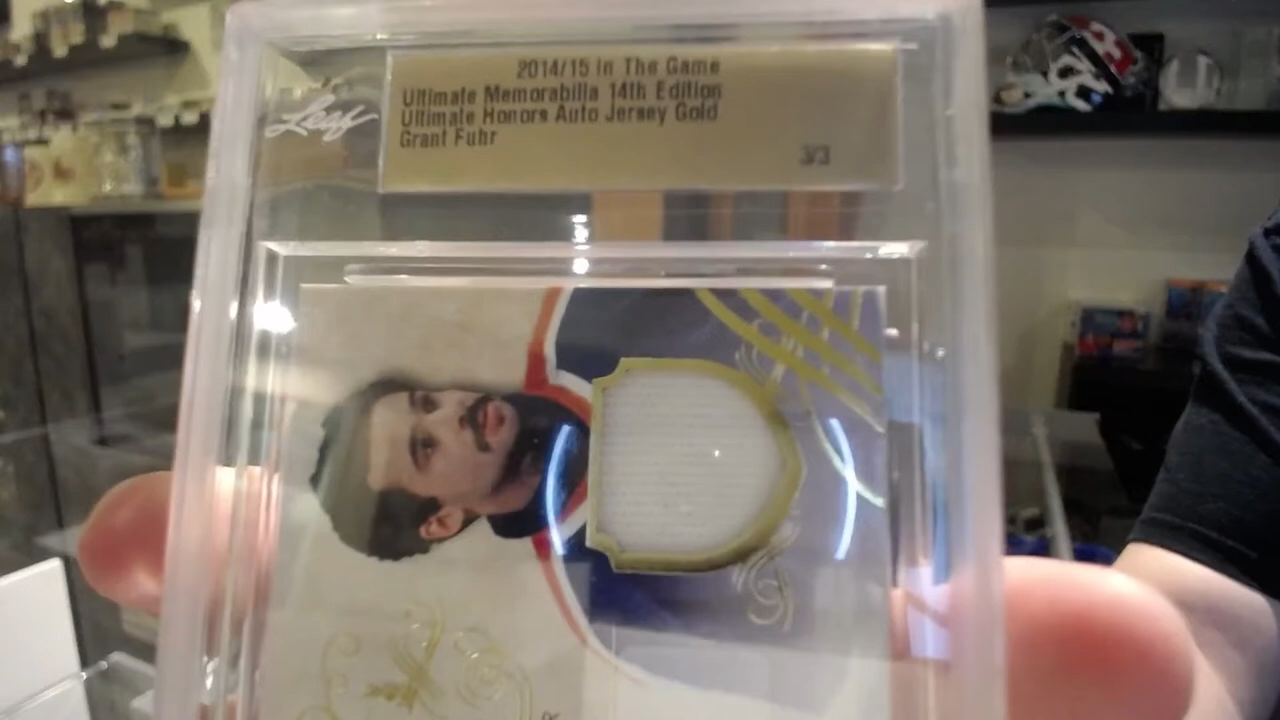 Leaf
2014/15 In The Game
Ultimate Memorabilia 14th Edition
Ultimate Honors Auto Jersey Gold
Grant Fuhr
3/3